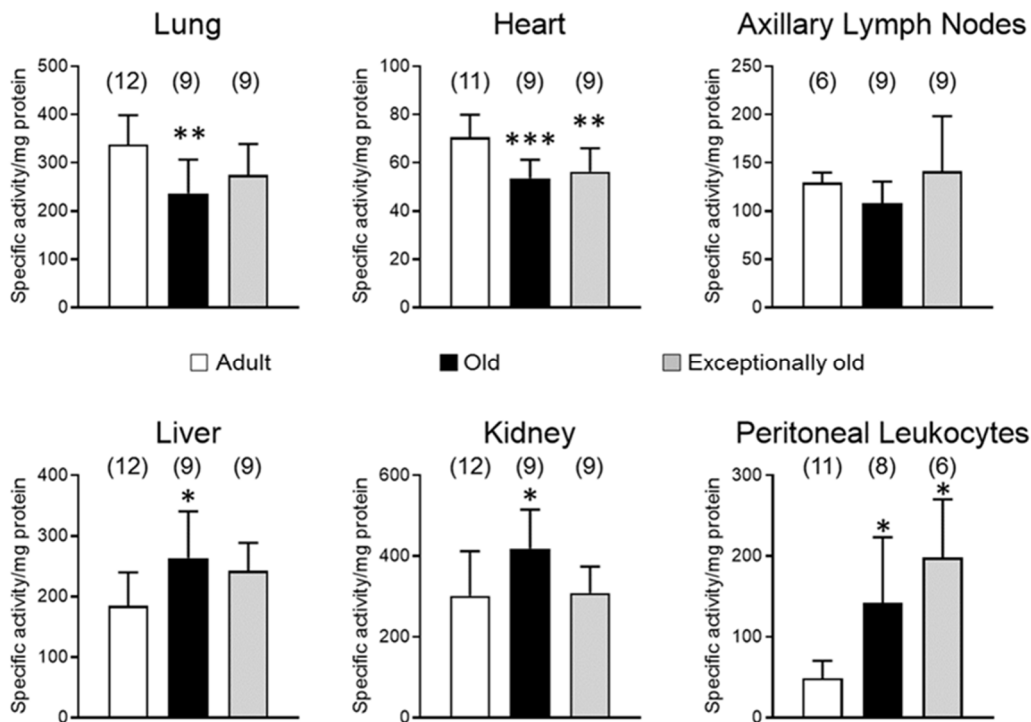 Lung
Specific activity/mg protein
500
400
300
200
100
0
(12) (9) (9)
**
Heart
Specific activity/mg protein
100
80
60
40
20
0
(11) (9) (9)
*** **
Axillary Lymph Nodes
Specific activity/mg protein
250
200
150
100
50
0
(6) (9) (9)
Adult Old Exceptionally old
Liver
Specific activity/mg protein
400
300
200
100
0
(12) (9) (9)
*
Kidney
Specific activity/mg protein
600
400
200
0
(12) (9) (9)
*
Peritoneal Leukocytes
Specific activity/mg protein
300
200
100
0
(11) (8) (6)
* *